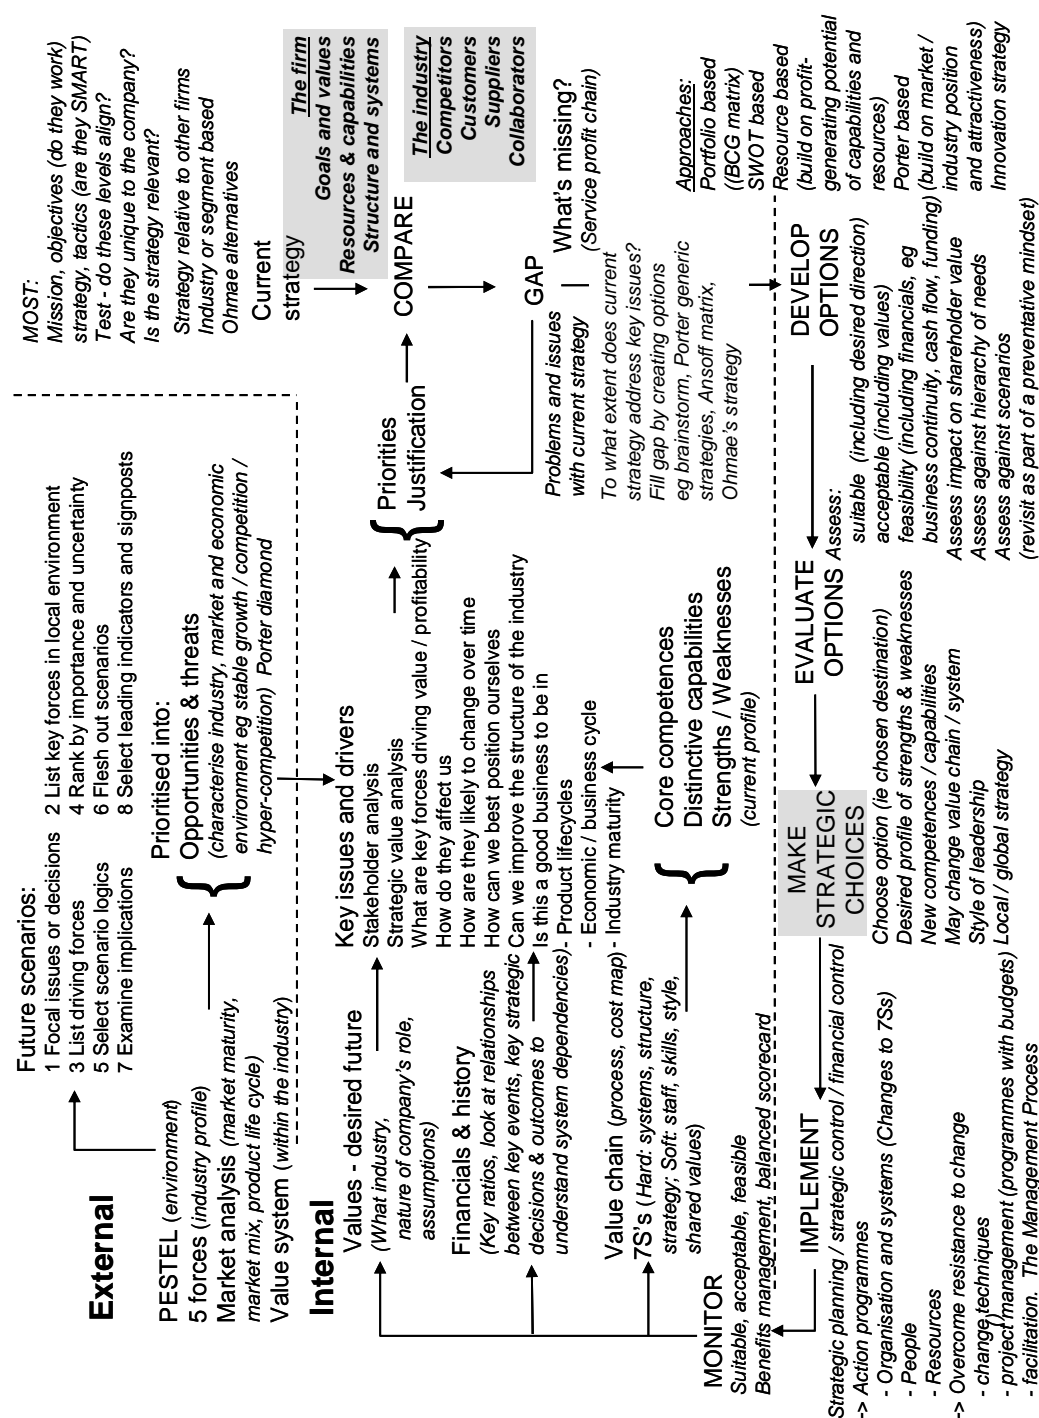 External
PESTEL (environment)
5 forces (industry profile)
Market analysis (market maturity,
market mix, product life cycle)
Value system (within the industry)
Future scenarios:
1 Focal issues or decisions 2 List key forces in local environment
3 List driving forces 4 Rank by importance and uncertainty
5 Select scenario logics 6 Flesh out scenarios
7 Examine implications 8 Select leading indicators and signposts
Prioritised into:
Opportunities & threats
(characterise industry, market and economic
environment eg stable growth / competition /
hyper-competition) Porter diamond
MOST:
Mission, objectives (do they work)
strategy, tactics (are they SMART)
Test - do these levels align?
Are they unique to the company?
Is the strategy relevant?
Strategy relative to other firms
Industry or segment based
Ohmae alternatives
Current
strategy
The firm
Goals and values
Resources & capabilities
Structure and systems
COMPARE
The industry
Competitors
Customers
Suppliers
Collaborators
Internal
Values - desired future
(What industry,
nature of company's role,
assumptions)
Financials & history
(Key ratios, look at relationships
between key events, key strategic
decisions & outcomes to
understand system dependencies)
Value chain (process, cost map)
7S's (Hard: systems, structure,
strategy; Soft: staff, skills, style,
shared values)
Key issues and drivers
Stakeholder analysis
Strategic value analysis
What are key forces driving value / profitability
How do they affect us
How are they likely to change over time
How can we best position ourselves
Can we improve the structure of the industry
Is this a good business to be in
- Product lifecycles
- Economic / business cycle
- Industry maturity
Core competences
Distinctive capabilities
Strengths / Weaknesses
(current profile)
Priorities
Justification
GAP
What's missing?
(Service profit chain)
Problems and issues
with current strategy
To what extent does current
strategy address key issues?
Fill gap by creating options
eg brainstorm, Porter generic
strategies, Ansoff matrix,
Ohmae's strategy
Approaches:
Portfolio based
((BCG matrix)
SWOT based
Resource based
(build on profit-
generating potential
of capabilities and
resources)
Porter based
(build on market /
industry position
and attractiveness)
Innovation strategy
MONITOR
Suitable, acceptable, feasible
Benefits management, balanced scorecard
IMPLEMENT
Strategic planning / strategic control / financial control
-> Action programmes
- Organisation and systems (Changes to 7Ss)
- People
- Resources
-> Overcome resistance to change
- change techniques
- project management (programmes with budgets)
- facilitation. The Management Process
MAKE
STRATEGIC
CHOICES
Choose option (ie chosen destination)
Desired profile of strengths & weaknesses
New competences / capabilities
May change value chain / system
Style of leadership
Local / global strategy
EVALUATE
OPTIONS
Assess:
suitable (including desired direction)
acceptable (including values)
feasibility (including financials, eg
business continuity, cash flow, funding)
Assess impact on shareholder value
Assess against hierarchy of needs
Assess against scenarios
(revisit as part of a preventative mindset)
DEVELOP
OPTIONS